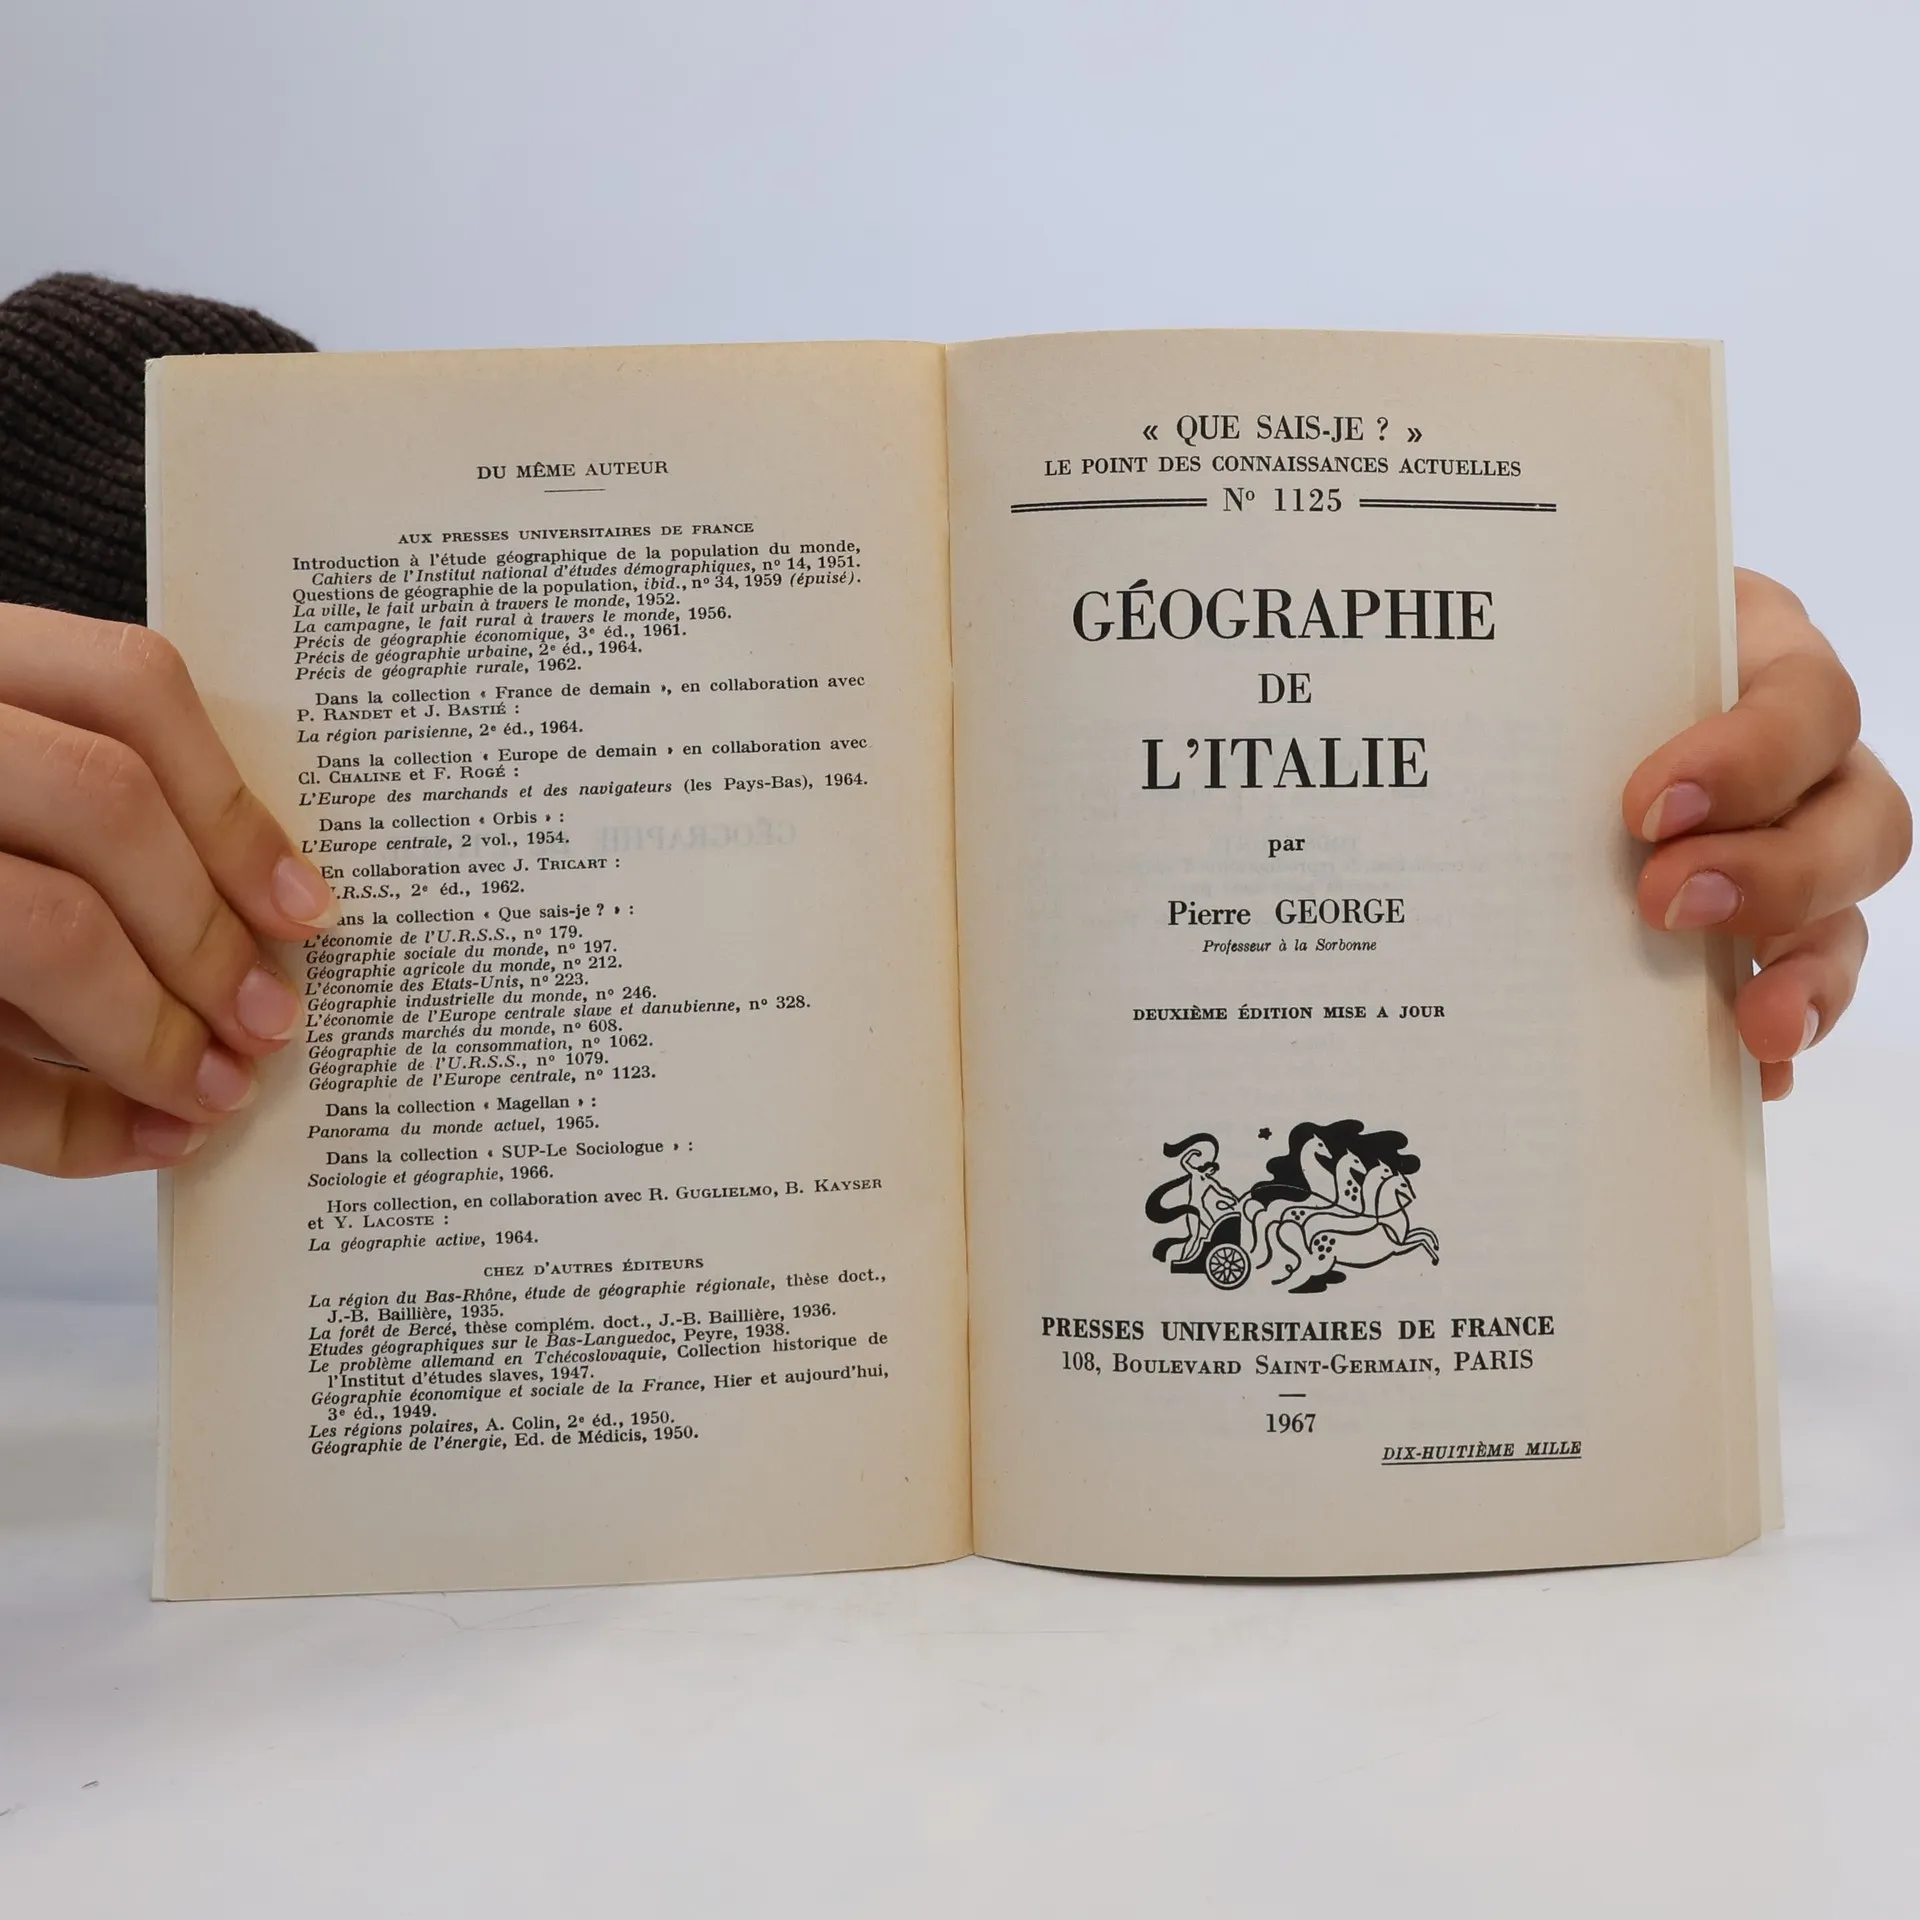 DU MÊME AUTEUR
AUX PRESSES UNIVERSITAIRES DE FRANCE
Introduction à l'étude géographique de la population du monde,
Cahiers de l'Institut national d'études démographiques, nº 14, 1951.
Questions de géographie de la population, ibid., nº 34, 1959 (épuisé).
La ville, le fait urbain à travers le monde, 1952.
La campagne, le fait rural à travers le monde, 1956.
Précis de géographie économique, 3e éd., 1961.
Précis de géographie urbaine, 2e éd., 1964.
Précis de géographie rurale, 1962.
Dans la collection « France de demain », en collaboration avec
P. RANDET et J. BASTIÉ :
La région parisienne, 2e éd., 1964.
Dans la collection « Europe de demain » en collaboration avec
Cl. CHALINE et F. ROGÉ :
L'Europe des marchands et des navigateurs (les Pays-Bas), 1964.
Dans la collection « Orbis » :
L'Europe centrale, 2 vol., 1954.
En collaboration avec J. TRICART :
.R.S.S., 2e éd., 1962.
ans la collection « Que sais-je ? » :
L'économie de l'U.R.S.S., nº 179.
Géographie sociale du monde, nº 197.
Géographie agricole du monde, nº 212.
L'économie des Etats-Unis, nº 223.
Géographie industrielle du monde, nº 246.
L'économie de l'Europe centrale slave et danubienne, nº 328.
Les grands marchés du monde, nº 608.
Géographie de la consommation, nº 1062.
Géographie de l'U.R.S.S., nº 1079.
Géographie de l'Europe centrale, nº 1123.
Dans la collection « Magellan » :
Panorama du monde actuel, 1965.
Dans la collection « SUP-Le Sociologue » :
Sociologie et géographie, 1966.
Hors collection, en collaboration avec R. GUGLIELMO, B. KAYSER
et Y. LACOSTE :
La géographie active, 1964.
CHEZ D'AUTRES ÉDITEURS
La région du Bas-Rhône, étude de géographie régionale, thèse doct.,
J.-B. Baillière, 1935.
La forêt de Bercé, thèse complém. doct., J.-B. Baillière, 1936.
Etudes géographiques sur le Bas-Languedoc, Peyre, 1938.
Le problème allemand en Tchécoslovaquie, Collection historique de
l'Institut d'études slaves, 1947.
Géographie économique et sociale de la France, Hier et aujourd'hui,
3e éd., 1949.
Les régions polaires, A. Colin, 2e éd., 1950.
Géographie de l'énergie, Ed. de Médicis, 1950.
« QUE SAIS-JE ? »
LE POINT DES CONNAISSANCES ACTUELLES
Nº 1125
GÉOGRAPHIE
DE
L'ITALIE
par
Pierre GEORGE
Professeur à la Sorbonne
DEUXIÈME ÉDITION MISE A JOUR
PRESSES UNIVERSITAIRES DE FRANCE
108, BOULEVARD SAINT-GERMAIN, PARIS
1967
DIX-HUITIÈME MILLE